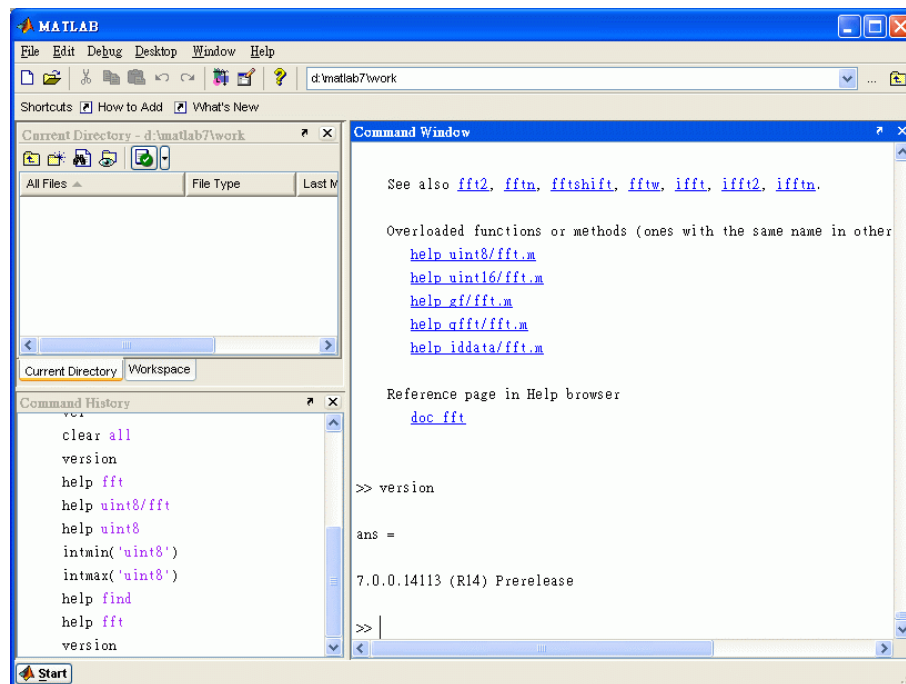 MATLAB
File Edit Debug Desktop Window Help
d:\matlab7\work
...
Shortcuts How to Add What's New
Current Directory - d:\matlab7\work
All Files File Type Last M
Current Directory Workspace
Command History
ver
clear all
version
help fft
help uint8/fft
help uint8
intmin('uint8')
intmax('uint8')
help find
help fft
version
Command Window
See also fft2, fftn, fftshift, fftw, ifft, ifft2, ifftn.
Overloaded functions or methods (ones with the same name in other
help uint8/fft.m
help uint16/fft.m
help gf/fft.m
help qfft/fft.m
help iddata/fft.m
Reference page in Help browser
doc fft
>> version
ans =
7.0.0.14113 (R14) Prerelease
>>
Start